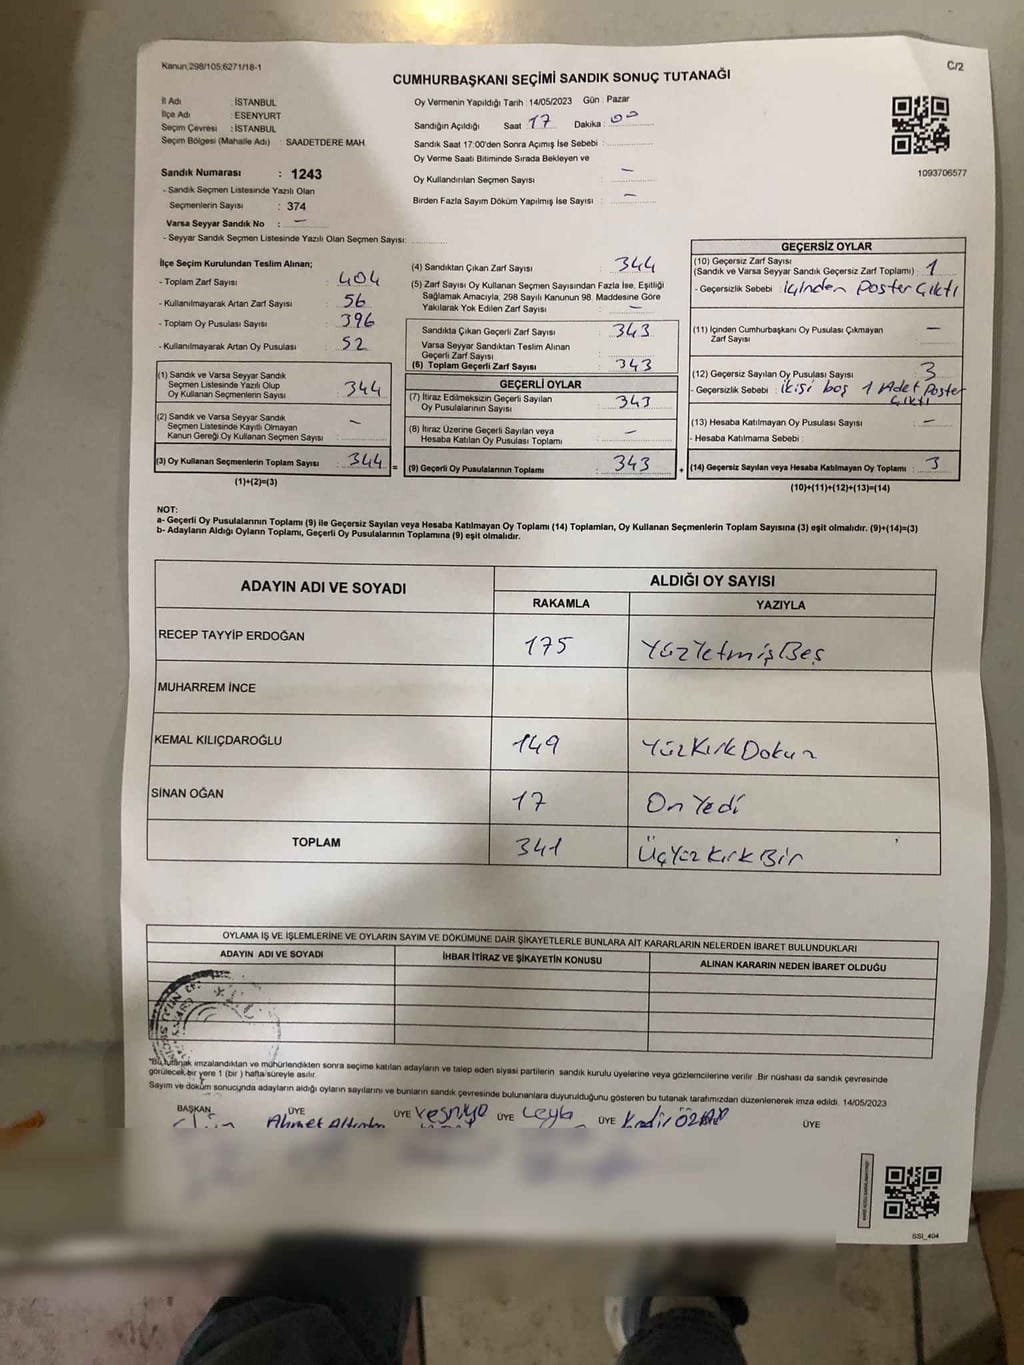 Kanun,298/105;6271/18-1
C/2
CUMHURBAŞKANI SEÇİMİ SANDIK SONUÇ TUTANAĞI
İl Adı : İSTANBUL
İlçe Adı : ESENYURT
Seçim Çevresi : İSTANBUL
Seçim Bölgesi (Mahalle Adı) : SAADETDERE MAH.
Sandık Numarası : 1243
- Sandık Seçmen Listesinde Yazılı Olan
Seçmenlerin Sayısı : 374
Varsa Seyyar Sandık No : –
- Seyyar Sandık Seçmen Listesinde Yazılı Olan Seçmen Sayısı:
Oy Vermenin Yapıldığı Tarih : 14/05/2023 Gün : Pazar
Sandığın Açıldığı Saat : 17 Dakika : 00
Sandık Saat 17:00'den Sonra Açımış İse Sebebi :
Oy Verme Saati Bitiminde Sırada Bekleyen ve
Oy Kullandırılan Seçmen Sayısı : –
Birden Fazla Sayım Döküm Yapılmış İse Sayısı : –
1093706577
İlçe Seçim Kurulundan Teslim Alınan;
- Toplam Zarf Sayısı : 404
- Kullanılmayarak Artan Zarf Sayısı : 56
- Toplam Oy Pusulası Sayısı : 396
- Kullanılmayarak Artan Oy Pusulası : 52
(1) Sandık ve Varsa Seyyar Sandık
Seçmen Listesinde Yazılı Olup
Oy Kullanan Seçmenlerin Sayısı : 344
(2) Sandık ve Varsa Seyyar Sandık
Seçmen Listesinde Kayıtlı Olmayan
Kanun Gereği Oy Kullanan Seçmen Sayısı : –
(3) Oy Kullanan Seçmenlerin Toplam Sayısı : 344 =
(1)+(2)=(3)
(4) Sandıktan Çıkan Zarf Sayısı : 344
(5) Zarf Sayısı Oy Kullanan Seçmen Sayısından Fazla İse, Eşitliği
Sağlamak Amacıyla, 298 Sayılı Kanunun 98. Maddesine Göre
Yakılarak Yok Edilen Zarf Sayısı : –
Sandıkta Çıkan Geçerli Zarf Sayısı : 343
Varsa Seyyar Sandıktan Teslim Alınan
Geçerli Zarf Sayısı :
(6) Toplam Geçerli Zarf Sayısı : 343
GEÇERLİ OYLAR
(7) İtiraz Edilmeksizin Geçerli Sayılan
Oy Pusulalarının Sayısı : 343
(8) İtiraz Üzerine Geçerli Sayılan veya
Hesaba Katılan Oy Pusulası Toplamı : –
(9) Geçerli Oy Pusulalarının Toplamı : 343 +
GEÇERSİZ OYLAR
(10) Geçersiz Zarf Sayısı
(Sandık ve Varsa Seyyar Sandık Geçersiz Zarf Toplamı) : 1
- Geçersizlik Sebebi : içinden Poster Çıktı
(11) İçinden Cumhurbaşkanı Oy Pusulası Çıkmayan
Zarf Sayısı : –
(12) Geçersiz Sayılan Oy Pusulası Sayısı : 3
- Geçersizlik Sebebi : İkisi boş 1 Adet Poster
çıktı
(13) Hesaba Katılmayan Oy Pusulası Sayısı : –
- Hesaba Katılmama Sebebi :
(14) Geçersiz Sayılan veya Hesaba Katılmayan Oy Toplamı : 3
(10)+(11)+(12)+(13)=(14)
NOT:
a- Geçerli Oy Pusulalarının Toplamı (9) ile Geçersiz Sayılan veya Hesaba Katılmayan Oy Toplamı (14) Toplamları, Oy Kullanan Seçmenlerin Toplam Sayısına (3) eşit olmalıdır. (9)+(14)=(3)
b- Adayların Aldığı Oyların Toplamı, Geçerli Oy Pusulalarının Toplamına (9) eşit olmalıdır.
ADAYIN ADI VE SOYADI ALDIĞI OY SAYISI
RAKAMLA YAZIYLA
RECEP TAYYİP ERDOĞAN 175 YüzYetmişBeş
MUHARREM İNCE
KEMAL KILIÇDAROĞLU 149 YüzKırkDokuz
SİNAN OĞAN 17 OnYedi
TOPLAM 341 ÜçYüzKırkBir
OYLAMA İŞ VE İŞLEMLERİNE VE OYLARIN SAYIM VE DÖKÜMÜNE DAİR ŞİKAYETLERLE BUNLARA AİT KARARLARIN NELERDEN İBARET BULUNDUKLARI
ADAYIN ADI VE SOYADI İHBAR İTİRAZ VE ŞİKAYETİN KONUSU ALINAN KARARIN NEDEN İBARET OLDUĞU
*Bu tutanak imzalandıktan ve mühürlendikten sonra seçime katılan adayların ve talep eden siyasi partilerin sandık kurulu üyelerine veya gözlemcilerine verilir .Bir nüshası da sandık çevresinde
görülecek bir yere 1 (bir ) hafta süreyle asılır.
Sayım ve döküm sonucunda adayların aldığı oyların sayılarını ve bunların sandık çevresinde bulunanlara duyurulduğunu gösteren bu tutanak tarafımızdan düzenlenerek imza edildi. 14/05/2023
BAŞKAN ÜYE ÜYE ÜYE Leyla ÜYE Kadir ÖZKAN ÜYE
Ahmet
SSI_404